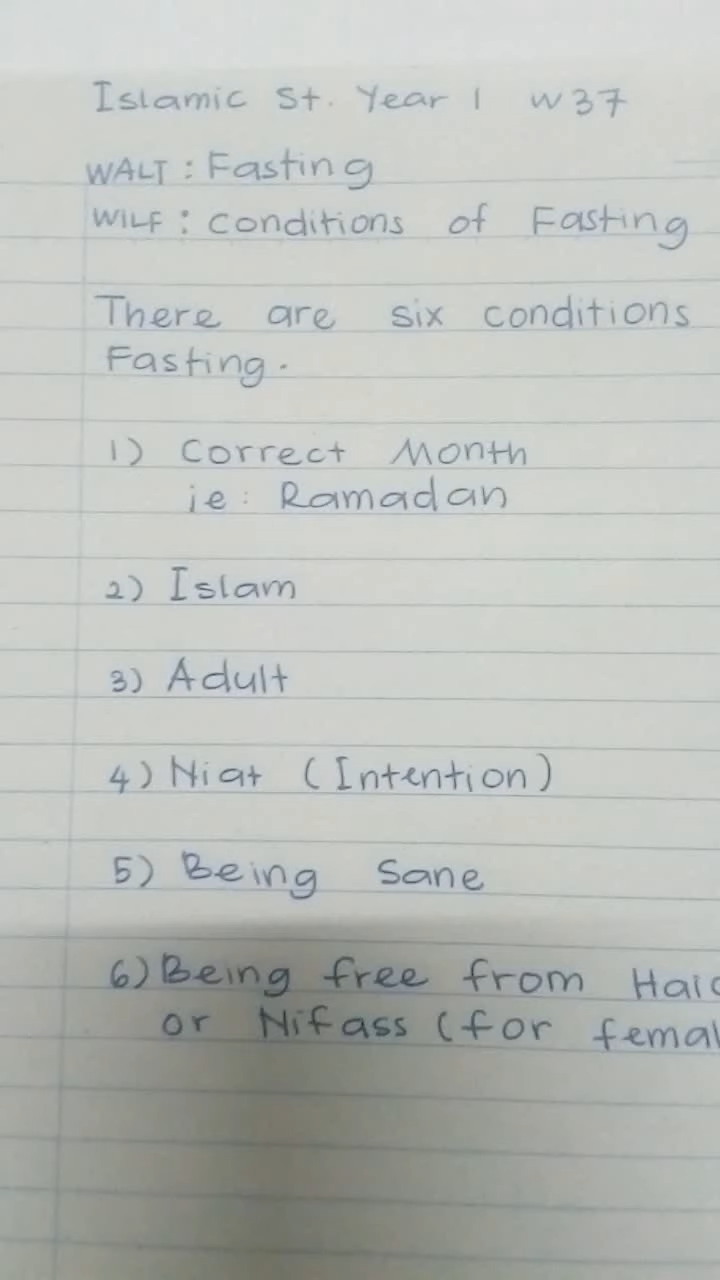 Islamic St. Year 1 W37
WALT : Fasting
WILF : conditions of Fasting
There are six conditions
Fasting.
1) Correct Month
ie: Ramadan
2) Islam
3) Adult
4) Niat (Intention)
5) Being Sane
6) Being free from
or Nifass (for